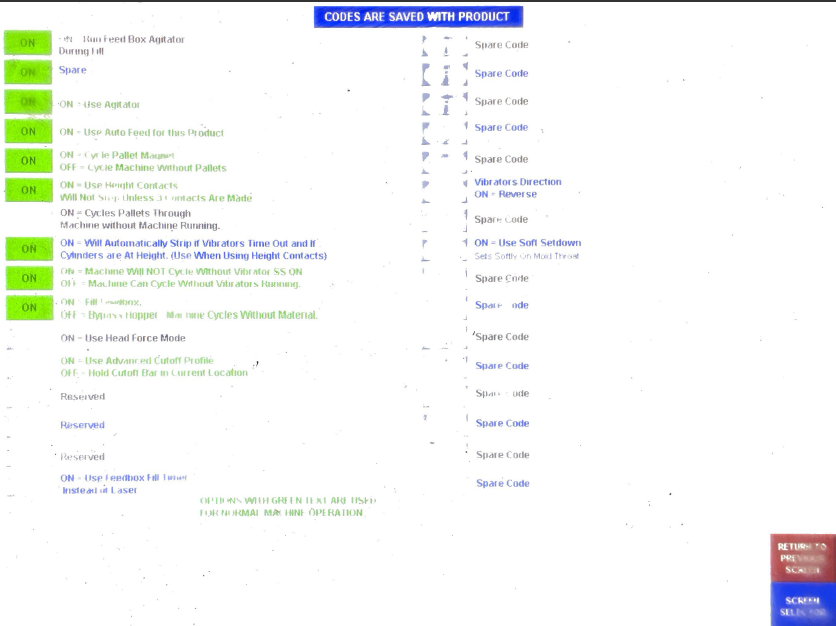 CODES ARE SAVED WITH PRODUCT
ON
ON - Run Feed Box Agitator
During Fill
Spare Code
ON
Spare
Spare Code
ON
ON - Use Agitator
Spare Code
ON
ON - Use Auto Feed for this Product
Spare Code
ON
ON - Cycle Pallet Magnet
OFF = Cycle Machine Without Pallets
Spare Code
ON
ON = Use Height Contacts
Will Not Stop Unless 3 Contacts Are Made
Vibrators Direction
ON = Reverse
ON = Cycles Pallets Through
Machine without Machine Running.
Spare Code
ON
ON = Will Automatically Strip if Vibrators Time Out and If
Cylinders are At Height. (Use When Using Height Contacts)
ON = Use Soft Setdown
Sets Softly On Mold Thrust
ON
ON = Machine Will NOT Cycle Without Vibrator SS ON
OFF = Machine Can Cycle Without Vibrators Running.
Spare Code
ON
ON - Fill Feedbox.
OFF - Bypass Hopper Machine Cycles Without Material.
Spare Code
ON - Use Head Force Mode
Spare Code
ON = Use Advanced Cutoff Profile
OFF - Hold Cutoff Bar in Current Location
Spare Code
Reserved
Spare Code
Reserved
Spare Code
Reserved
Spare Code
ON = Use Feedbox Fill Timer
Instead of Laser
Spare Code
OPTIONS WITH GREEN TEXT ARE USED
FOR NORMAL MACHINE OPERATION
RETURN TO
PREVIOUS
SCREEN
SCREEN
SELECTOR